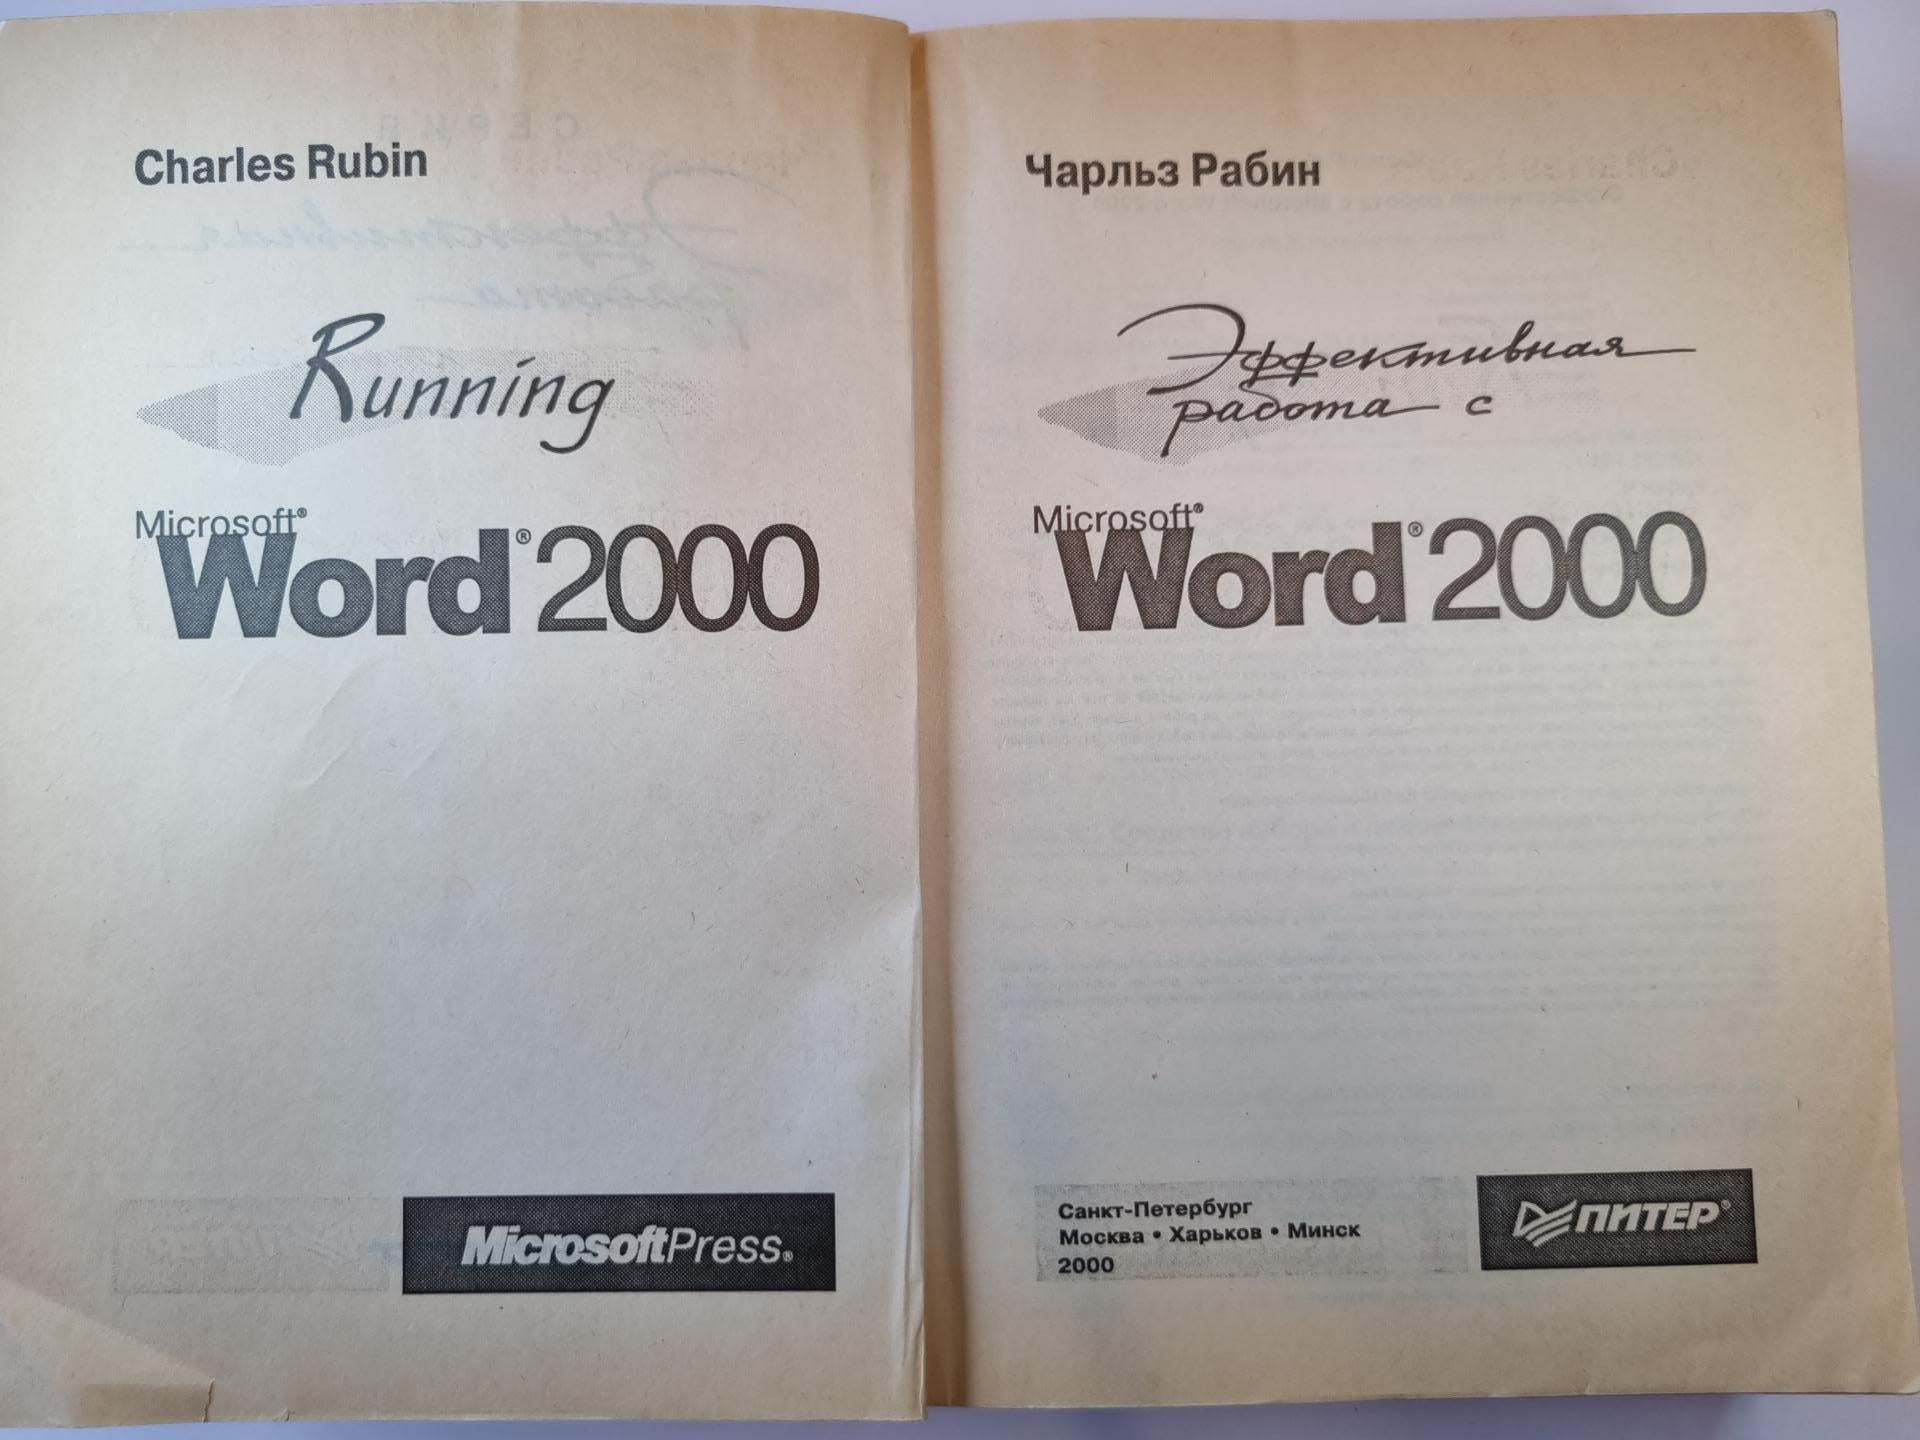 Charles Rubin
Running
Microsoft®
Word® 2000
MicrosoftPress®
Чарльз Рабин
Эффективная
работа с
Microsoft®
Word® 2000
Санкт-Петербург
Москва • Харьков • Минск
2000
ПИТЕР®